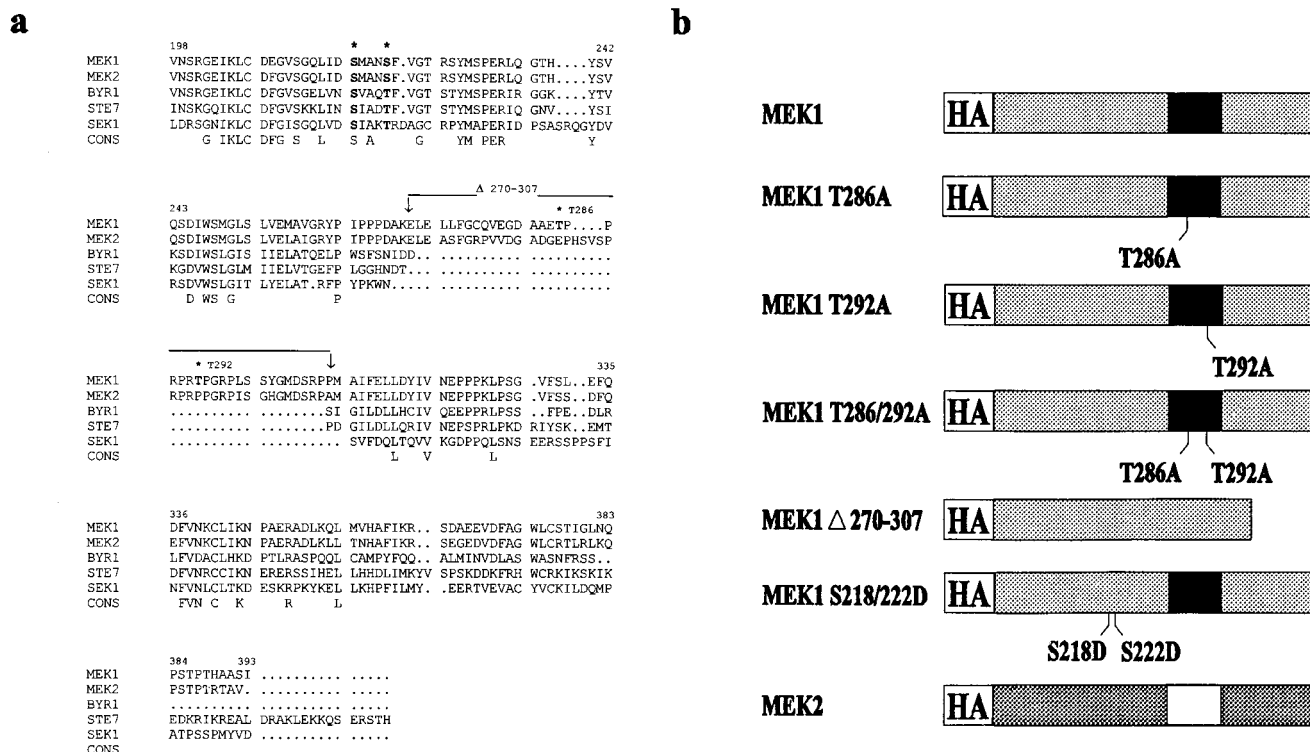 a
* *
198 242
MEK1 VNSRGEIKLC DEGVSGQLID SMANSF.VGT RSYMSPERLQ GTH....YSV
MEK2 VNSRGEIKLC DFGVSGQLID SMANSF.VGT RSYMSPERLQ GTH....YSV
BYR1 VNSRGEIKLC DFGVSGELVN SVAQTF.VGT STYMSPERIR GGK....YTV
STE7 INSKGQIKLC DFGVSKKLIN SIADTF.VGT STYMSPERIQ GNV....YSI
SEK1 LDRSGNIKLC DFGISGQLVD SIAKTRDAGC RPYMAPERID PSASRQGYDV
CONS G IKLC DFG S L S A G YM PER Y
Δ 270-307
243 * T286
MEK1 QSDIWSMGLS LVEMAVGRYP IPPPDAKELE LLFGCQVEGD AAETP....P
MEK2 QSDIWSMGLS LVELAIGRYP IPPPDAKELE ASFGRPVVDG ADGEPHSVSP
BYR1 KSDIWSLGIS IIELATQELP WSFSNIDD.. .......... ..........
STE7 KGDVWSLGLM IIELVTGEFP LGGHNDT... .......... ..........
SEK1 RSDVWSLGIT LYELAT.RFP YPKWN..... .......... ..........
CONS D WS G P
* T292 335
MEK1 RPRTPGRPLS SYGMDSRPPM AIFELLDYIV NEPPPKLPSG .VFSL..EFQ
MEK2 RPRPPGRPIS GHGMDSRPAM AIFELLDYIV NEPPPKLPSG .VFSS..DFQ
BYR1 .......... ........SI GILDLLHCIV QEEPPRLPSS ..FPE..DLR
STE7 .......... ........PD GILDLLQRIV NEPSPRLPKD RIYSK..EMT
SEK1 .......... .......... SVFDQLTQVV KGDPPQLSNS EERSSPPSFI
CONS L V L
336 383
MEK1 DFVNKCLIKN PAERADLKQL MVHAFIKR.. SDAEEVDFAG WLCSTIGLNQ
MEK2 EFVNKCLIKN PAERADLKLL TNHAFIKR.. SEGEDVDFAG WLCRTLRLKQ
BYR1 LFVDACLHKD PTLRASPQQL CAMPYFQQ.. ALMINVDLAS WASNFRSS..
STE7 DFVNRCCIKN ERERSSIHEL LHHDLIMKYV SPSKDDKFRH WCRKIKSKIK
SEK1 NFVNLCLTKD ESKRPKYKEL LKHPFILMY. .EERTVEVAC YVCKILDQMP
CONS FVN C K R L
384 393
MEK1 PSTPTHAASI .......... .....
MEK2 PSTPTRTAV. .......... .....
BYR1 .......... .......... .....
STE7 EDKRIKREAL DRAKLEKKQS ERSTH
SEK1 ATPSSPMYVD .......... .....
CONS
b
MEK1 HA
MEK1 T286A HA
T286A
MEK1 T292A HA
T292A
MEK1 T286/292A HA
T286A T292A
MEK1 Δ 270-307 HA
MEK1 S218/222D HA
S218D S222D
MEK2 HA